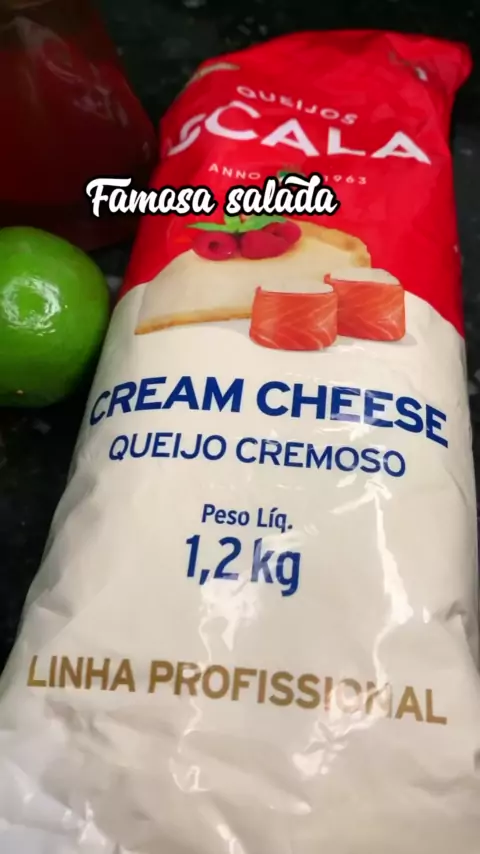 QUEIJOS
SCALA
ANNO 1963
Famosa salada
CREAM CHEESE
QUEIJO CREMOSO
Peso Líq.
1,2 kg
LINHA PROFISSIONAL